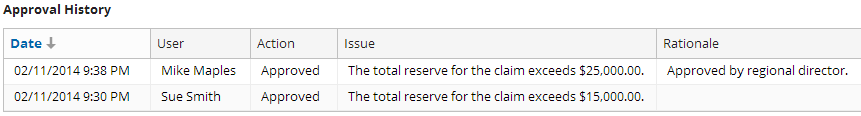 Approval History
Date ↓ User Action Issue Rationale
02/11/2014 9:38 PM Mike Maples Approved The total reserve for the claim exceeds $25,000.00. Approved by regional director.
02/11/2014 9:30 PM Sue Smith Approved The total reserve for the claim exceeds $15,000.00.